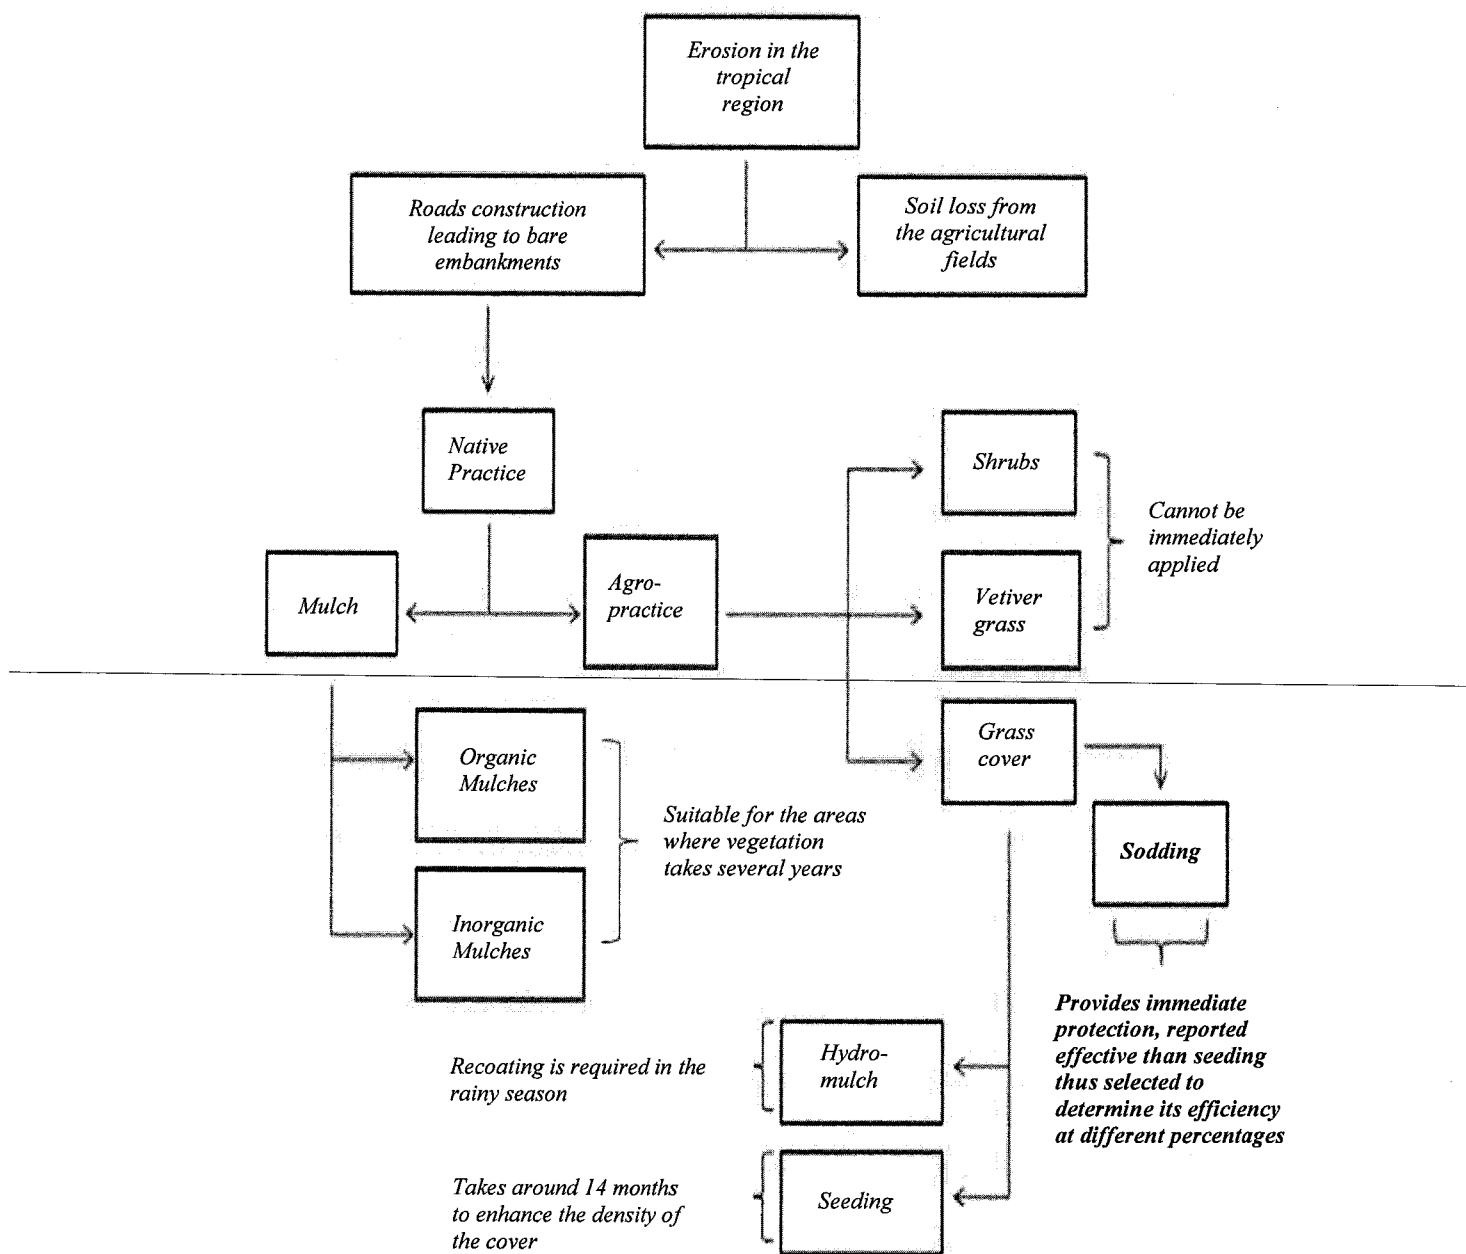 Erosion in the
tropical
region
Roads construction
leading to bare
embankments
Soil loss from
the agricultural
fields
Native
Practice
Shrubs
Cannot be
immediately
applied
Mulch
Agro-
practice
Vetiver
grass
Grass
cover
Organic
Mulches
Suitable for the areas
where vegetation
takes several years
Sodding
Inorganic
Mulches
Provides immediate
protection, reported
effective than seeding
thus selected to
determine its efficiency
at different percentages
Recoating is required in the
rainy season
Hydro-
mulch
Takes around 14 months
to enhance the density of
the cover
Seeding